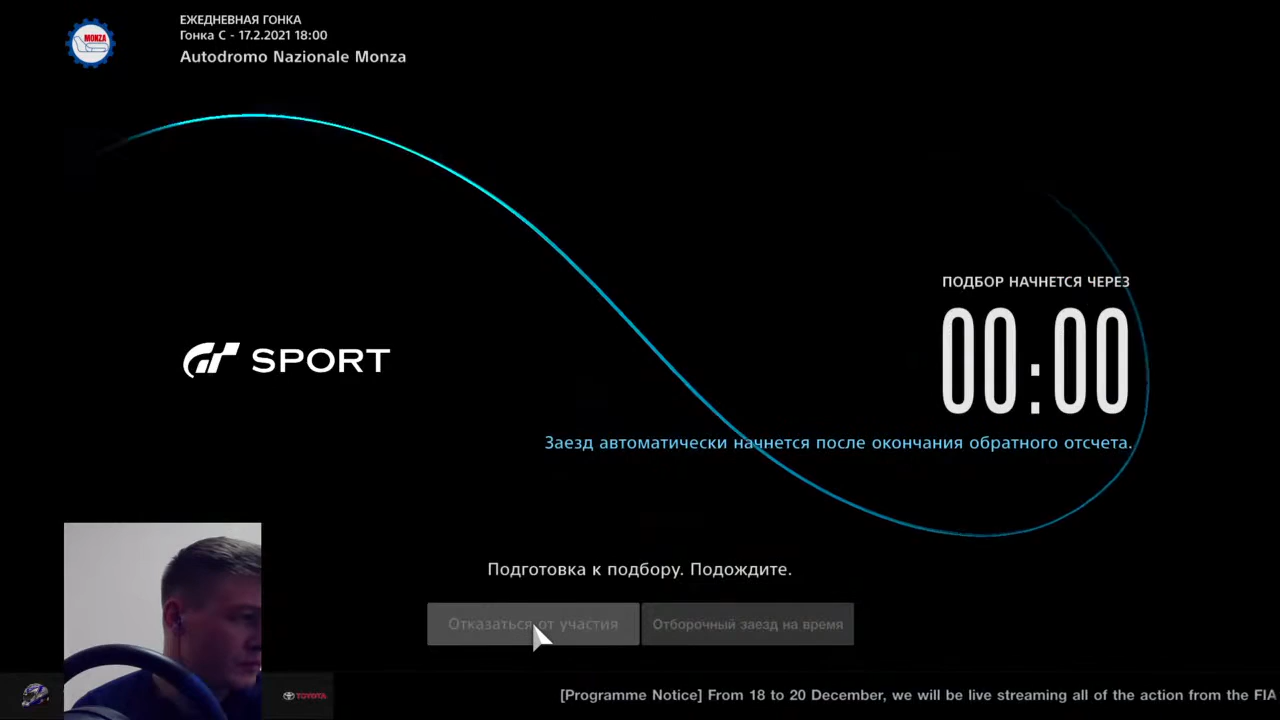 ЕЖЕДНЕВНАЯ ГОНКА
Гонка C - 17.2.2021 18:00
Autodromo Nazionale Monza
MONZA
ПОДБОР НАЧНЕТСЯ ЧЕРЕЗ
00:00
GT SPORT
Заезд автоматически начнется после окончания обратного отсчета.
Подготовка к подбору. Подождите.
Отказаться от участия
Отборочный заезд на время
TOYOTA
[Programme Notice] From 18 to 20 December, we will be live streaming all of the action from the FIA